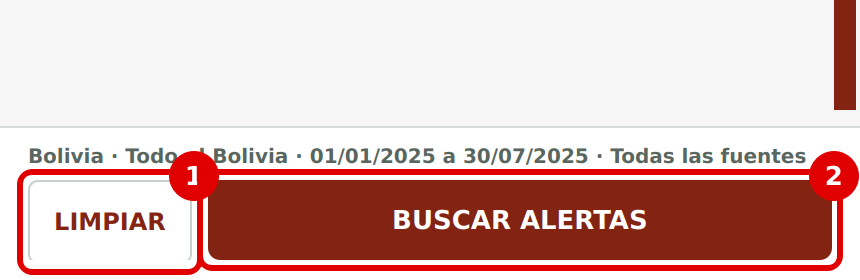 Bolivia · Todo Bolivia · 01/01/2025 a 30/07/2025 · Todas las fuentes
1
2
LIMPIAR
BUSCAR ALERTAS